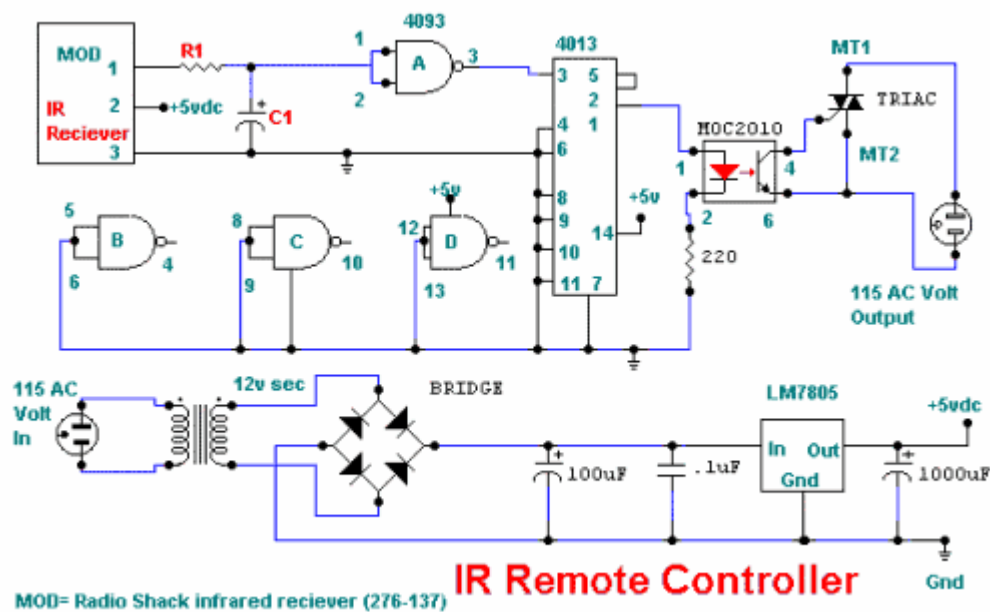 4093
MOD
1
R1
1
A
3
2
2
+5vdc
C1
IR
Reciever
3
4013
3
5
2
1
4
6
8
9
10
11
7
14
+5v
MOC2010
1
2
4
6
220
MT1
TRIAC
MT2
115 AC Volt
Output
5
B
6
4
8
C
9
10
+5v
12
D
13
11
115 AC
Volt
In
12v sec
BRIDGE
+
100uF
.1uF
LM7805
In
Out
Gnd
+5vdc
+
1000uF
Gnd
IR Remote Controller
MOD= Radio Shack infrared reciever (276-137)